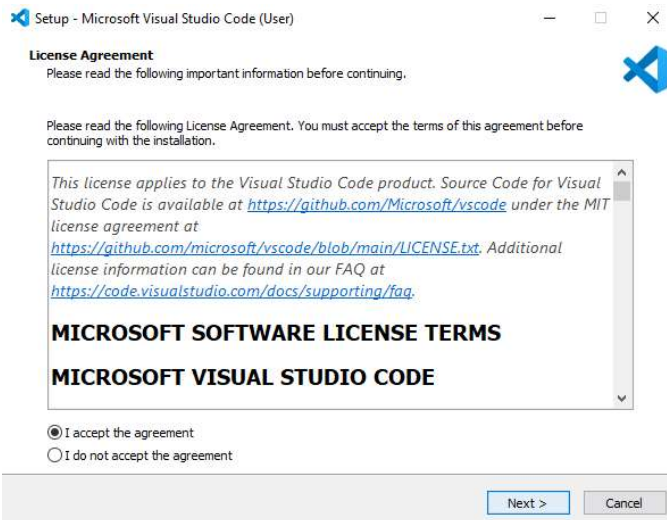 Setup - Microsoft Visual Studio Code (User)
License Agreement
Please read the following important information before continuing.
Please read the following License Agreement. You must accept the terms of this agreement before
continuing with the installation.
This license applies to the Visual Studio Code product. Source Code for Visual
Studio Code is available at https://github.com/Microsoft/vscode under the MIT
license agreement at
https://github.com/microsoft/vscode/blob/main/LICENSE.txt. Additional
license information can be found in our FAQ at
https://code.visualstudio.com/docs/supporting/faq.
MICROSOFT SOFTWARE LICENSE TERMS
MICROSOFT VISUAL STUDIO CODE
I accept the agreement
I do not accept the agreement
Next >
Cancel